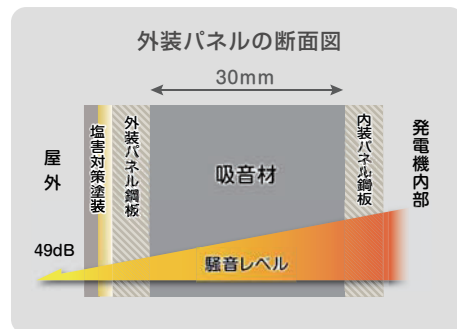 外装パネルの断面図
30mm
屋外
塩害対策塗装
外装パネル鋼板
吸音材
内装パネル鋼板
発電機内部
49dB
騒音レベル